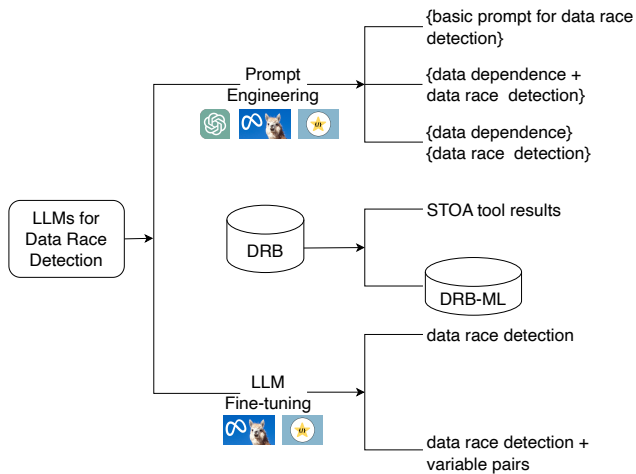 {basic prompt for data race
detection}
Prompt
Engineering
{data dependence +
data race detection}
{data dependence}
{data race detection}
LLMs for
Data Race
Detection
DRB
STOA tool results
DRB-ML
data race detection
LLM
Fine-tuning
data race detection +
variable pairs